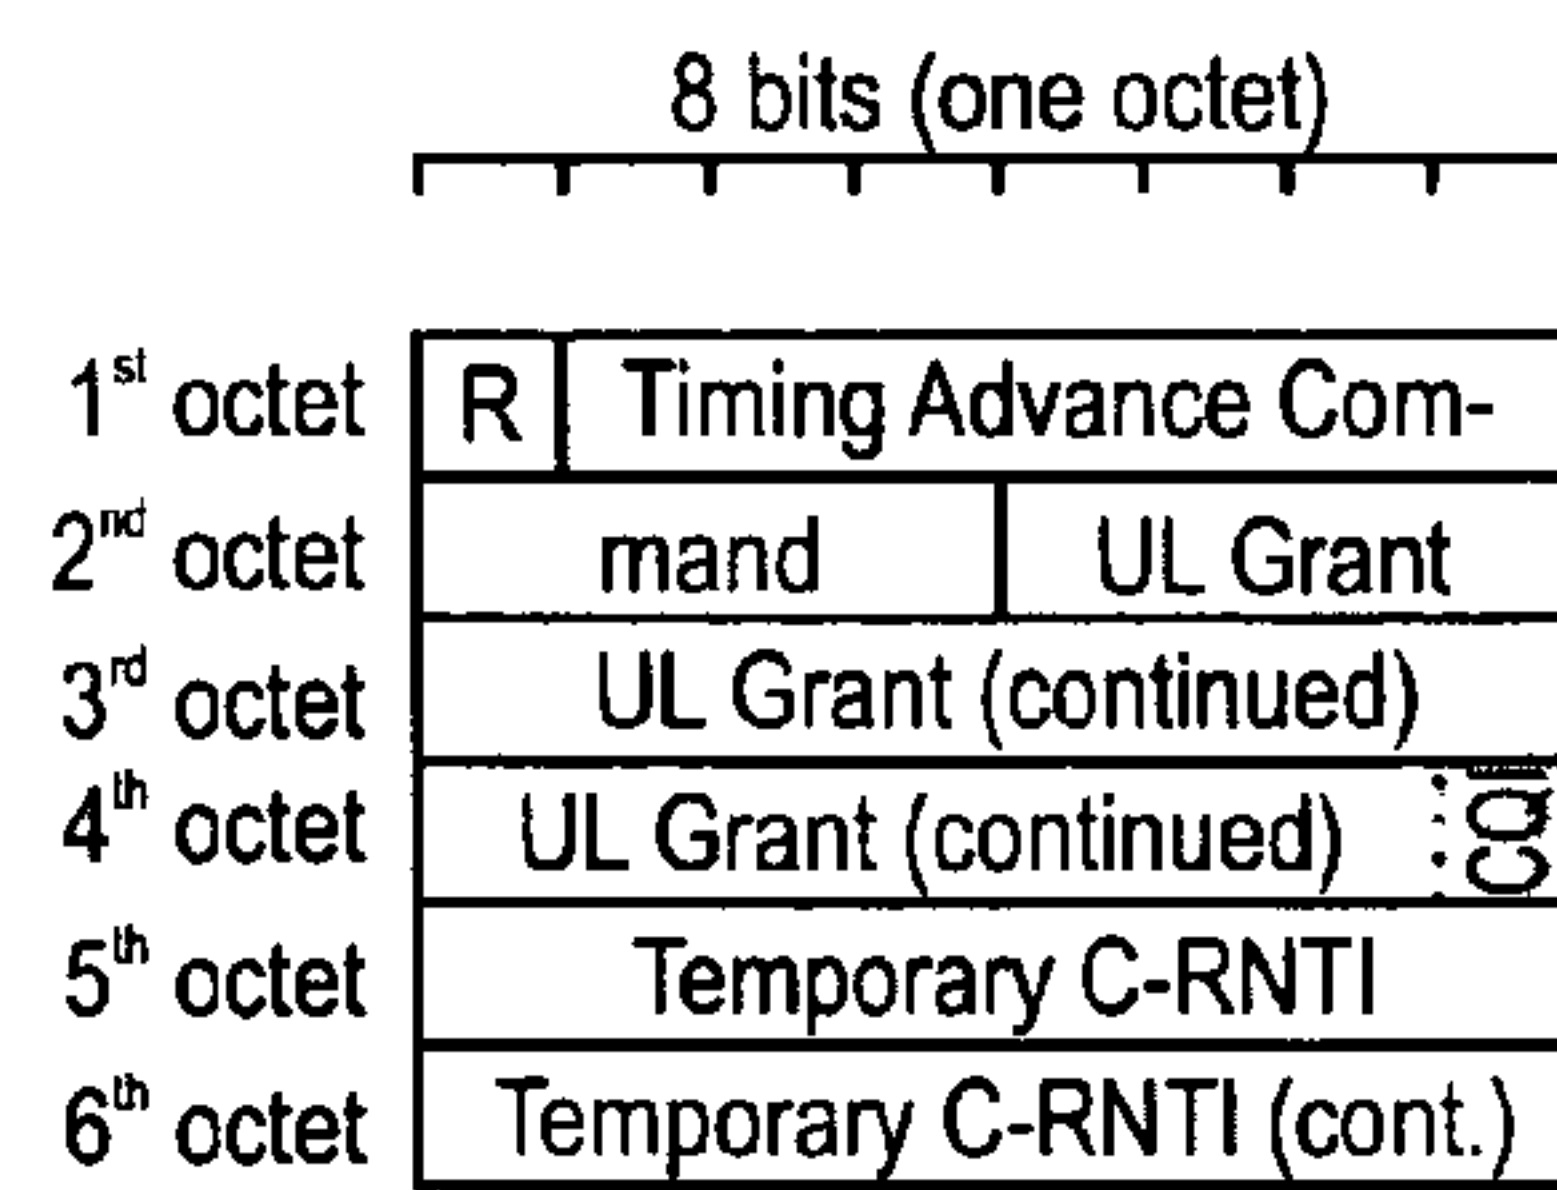 8 bits (one octet)
1st octet R Timing Advance Com-
2nd octet mand UL Grant
3rd octet UL Grant (continued)
4th octet UL Grant (continued) CQI
5th octet Temporary C-RNTI
6th octet Temporary C-RNTI (cont.)